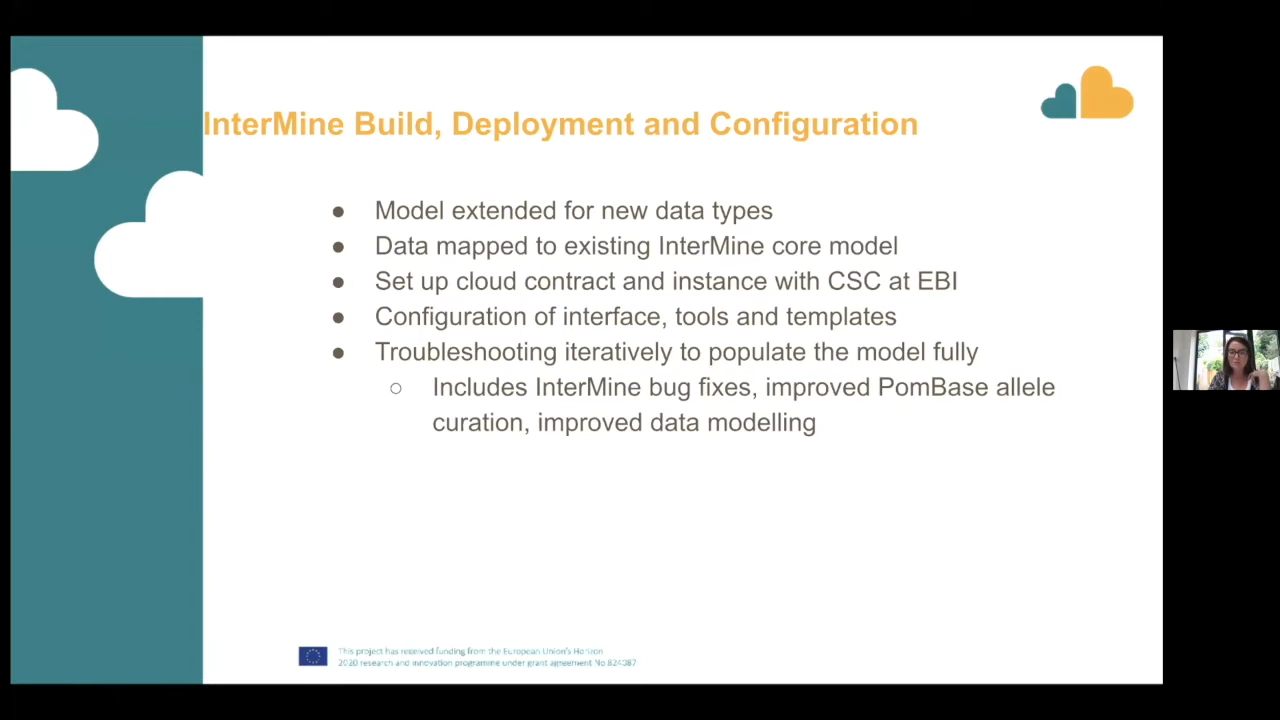 InterMine Build, Deployment and Configuration
● Model extended for new data types
● Data mapped to existing InterMine core model
● Set up cloud contract and instance with CSC at EBI
● Configuration of interface, tools and templates
● Troubleshooting iteratively to populate the model fully
○ Includes InterMine bug fixes, improved PomBase allele
curation, improved data modelling
This project has received funding from the European Union's Horizon
2020 research and innovation programme under grant agreement No 824087